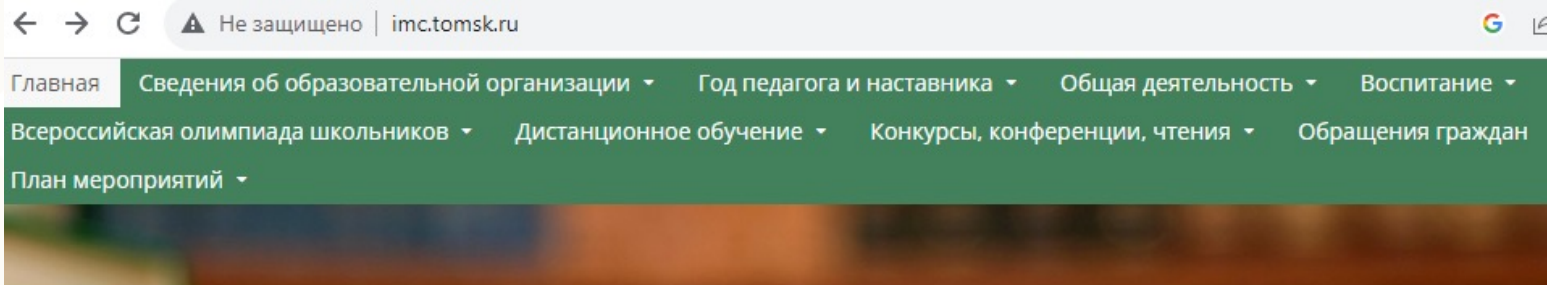 Не защищено imc.tomsk.ru
Главная Сведения об образовательной организации Год педагога и наставника Общая деятельность Воспитание
Всероссийская олимпиада школьников Дистанционное обучение Конкурсы, конференции, чтения Обращения граждан
План мероприятий